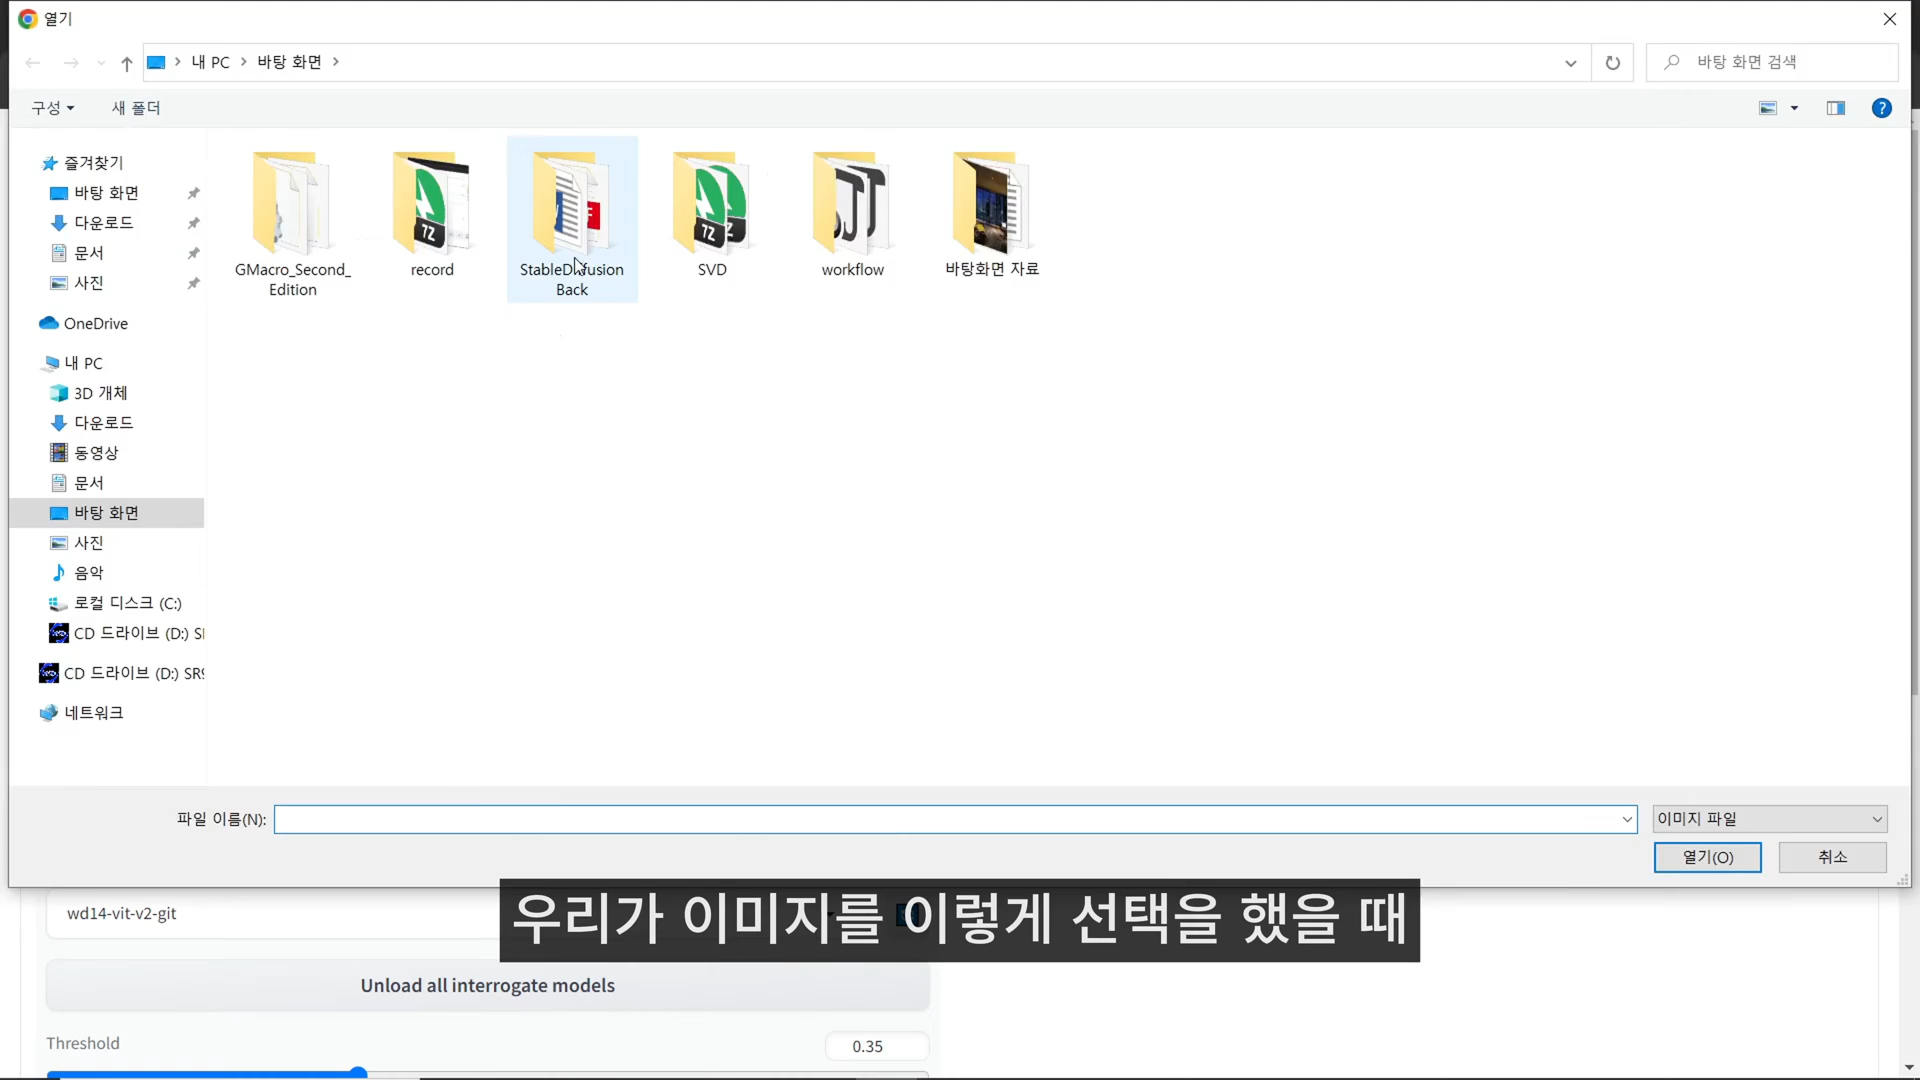 열기
내 PC
바탕 화면
바탕 화면 검색
구성
새 폴더
즐겨찾기
바탕 화면
다운로드
문서
사진
OneDrive
내 PC
3D 개체
다운로드
동영상
문서
바탕 화면
사진
음악
로컬 디스크 (C:)
CD 드라이브 (D:) S
CD 드라이브 (D:) SR
네트워크
GMacro_Second_
Edition
record
StableDiffusion
Back
SVD
workflow
바탕화면 자료
파일 이름(N):
이미지 파일
열기(O)
취소
wd14-vit-v2-git
우리가 이미지를 이렇게 선택을 했을 때
Unload all interrogate models
Threshold
0.35